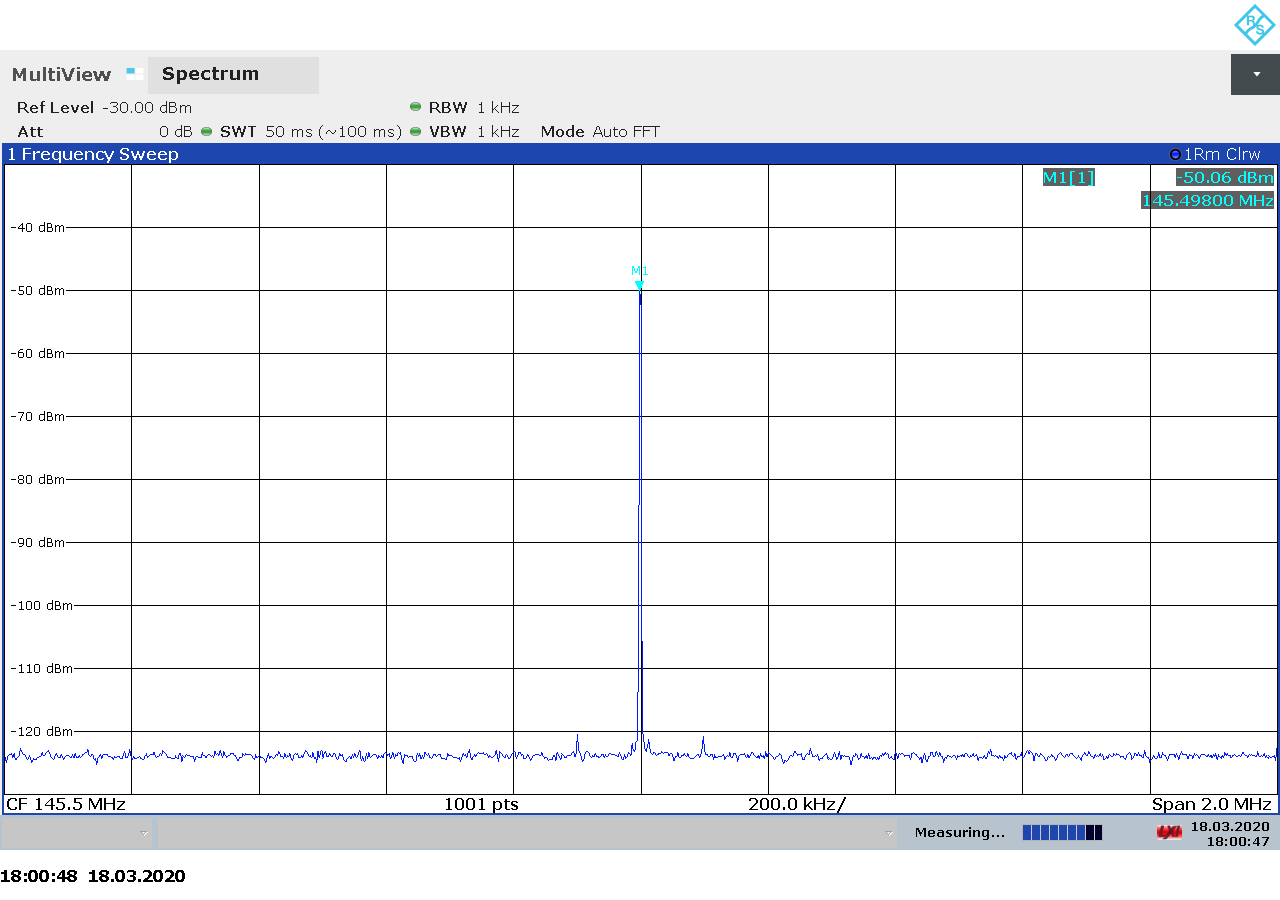 R S
MultiView Spectrum
Ref Level -30.00 dBm RBW 1 kHz
Att 0 dB SWT 50 ms (~100 ms) VBW 1 kHz Mode Auto FFT
1 Frequency Sweep 1Rm Clrw
M1[1] -50.06 dBm
145.49800 MHz
-40 dBm
M1
-50 dBm
-60 dBm
-70 dBm
-80 dBm
-90 dBm
-100 dBm
-110 dBm
-120 dBm
CF 145.5 MHz 1001 pts 200.0 kHz/ Span 2.0 MHz
Measuring... LXI 18.03.2020
18:00:47
18:00:48 18.03.2020